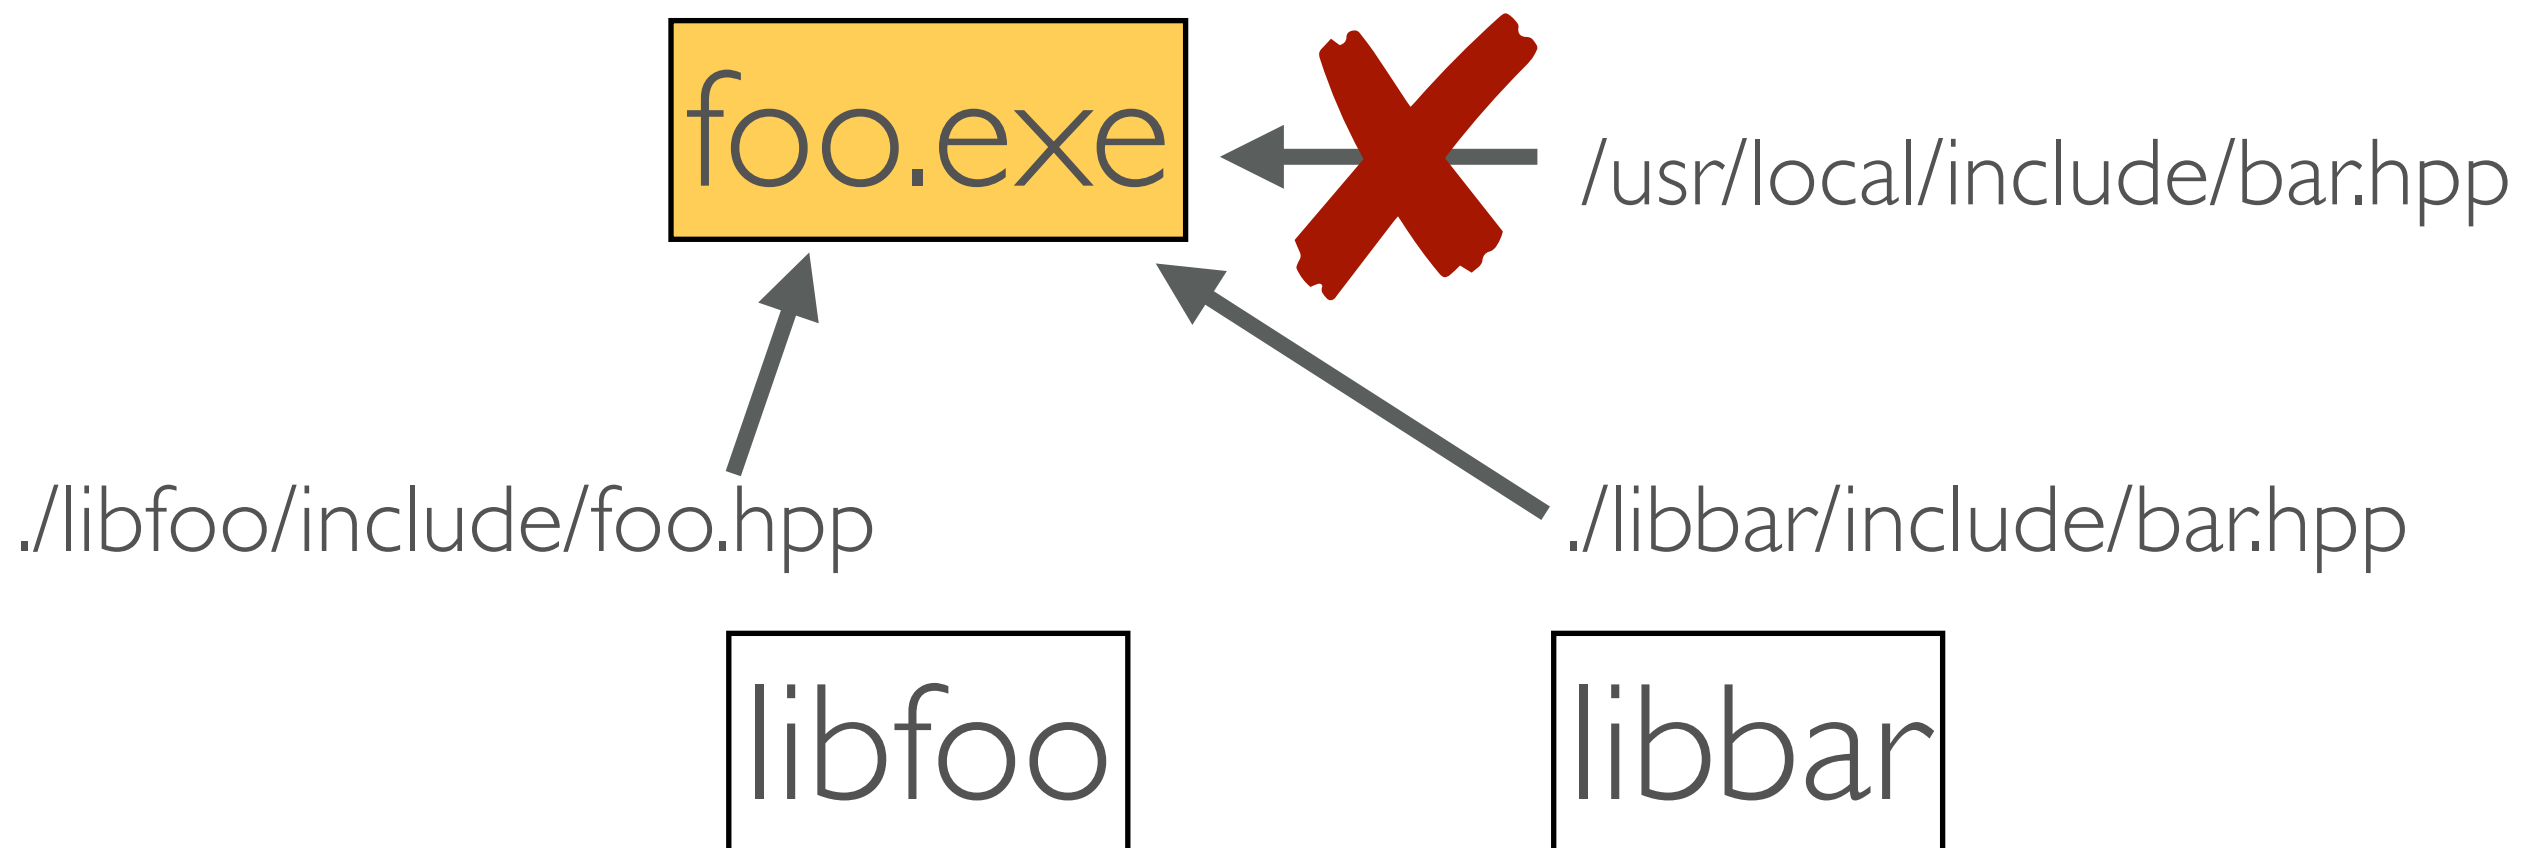 foo.exe
/usr/local/include/bar.hpp
./libfoo/include/foo.hpp
./libbar/include/bar.hpp
libfoo
libbar